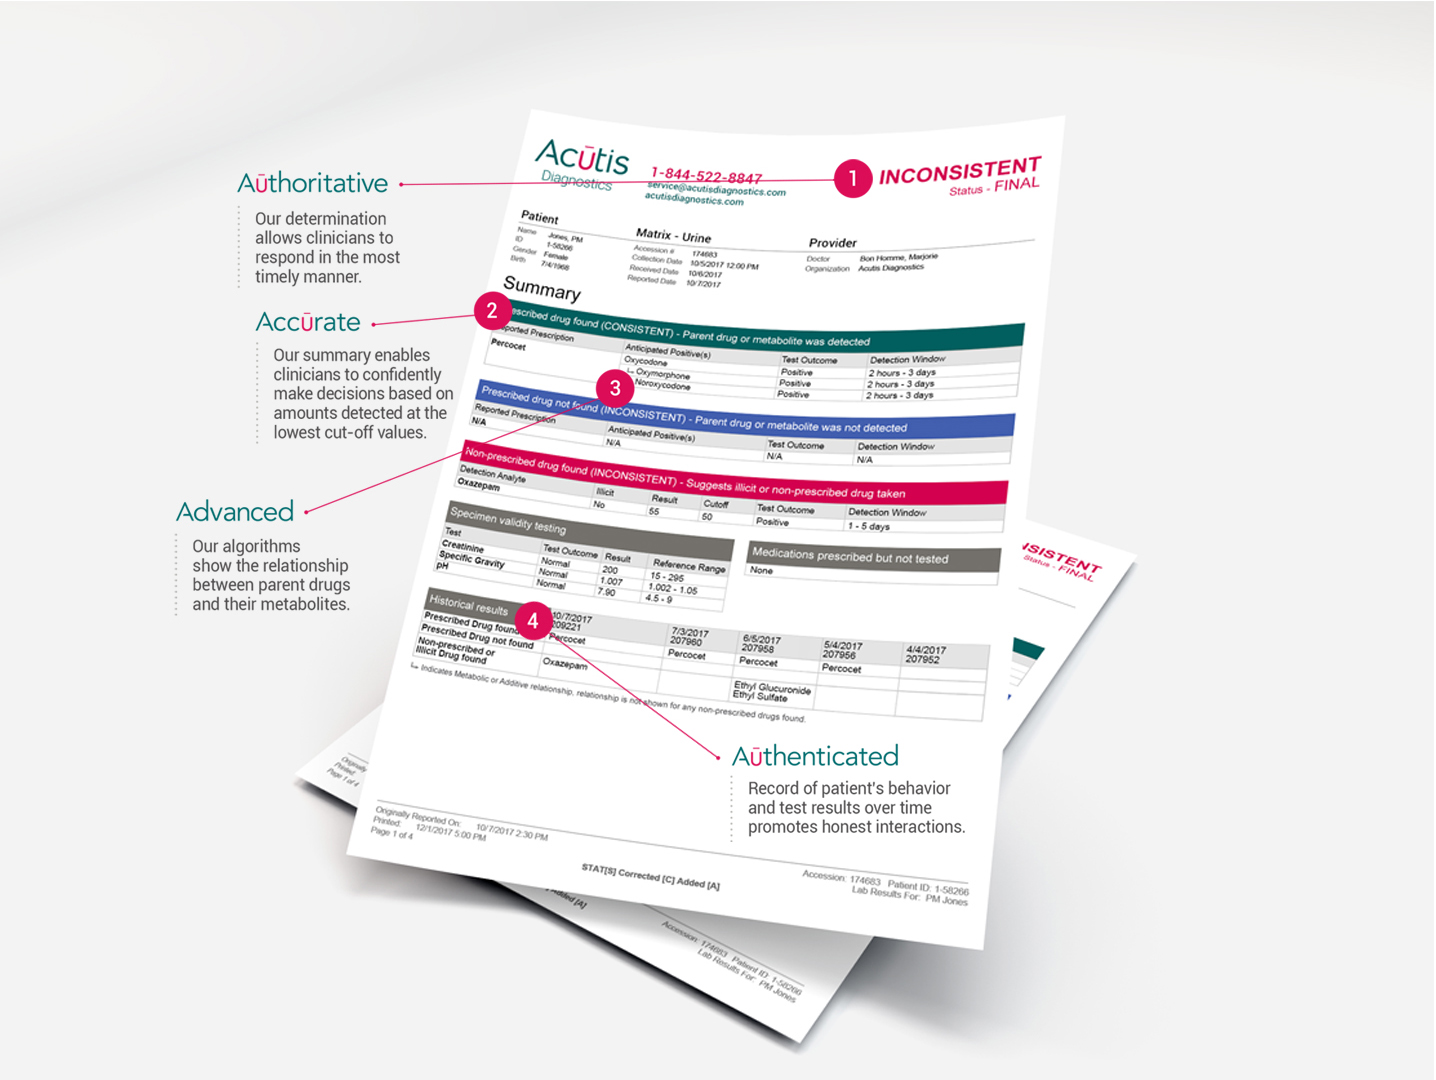 Acūtis
Diagnostics
1-844-522-8847
service@acutisdiagnostics.com
acutisdiagnostics.com
1
INCONSISTENT
Status - FINAL
Aūthoritative
Our determination
allows clinicians to
respond in the most
timely manner.
Patient
Name Jones, PM
ID 1-58266
Gender Female
Birth 7/4/1968
Matrix - Urine
Accession # 174683
Collection Date 10/5/2017 12:00 PM
Received Date 10/6/2017
Reported Date 10/7/2017
Provider
Doctor Bon Homme, Marjorie
Organization Acutis Diagnostics
Summary
Accūrate
Our summary enables
clinicians to confidently
make decisions based on
amounts detected at the
lowest cut-off values.
2
escribed drug found (CONSISTENT) - Parent drug or metabolite was detected
ported Prescription Anticipated Positive(s) Test Outcome Detection Window
Percocet Oxycodone Positive 2 hours - 3 days
↳ Oxymorphone Positive 2 hours - 3 days
Noroxycodone Positive 2 hours - 3 days
3
Prescribed drug not found (INCONSISTENT) - Parent drug or metabolite was not detected
Reported Prescription Anticipated Positive(s) Test Outcome Detection Window
N/A N/A N/A N/A
Non-prescribed drug found (INCONSISTENT) - Suggests illicit or non-prescribed drug taken
Detection Analyte Illicit Result Cutoff Test Outcome Detection Window
Oxazepam No 55 50 Positive 1 - 5 days
Advanced
Our algorithms
show the relationship
between parent drugs
and their metabolites.
Specimen validity testing
Test Test Outcome Result Reference Range
Creatinine Normal 200 15 - 295
Specific Gravity Normal 1.007 1.002 - 1.05
pH Normal 7.90 4.5 - 9
Medications prescribed but not tested
None
Historical results
4
10/7/2017 7/3/2017 6/5/2017 5/4/2017 4/4/2017
209221 207960 207958 207956 207952
Prescribed Drug found Percocet Percocet Percocet Percocet
Prescribed Drug not found
Non-prescribed or
Illicit Drug found Oxazepam Ethyl Glucuronide
Ethyl Sulfate
↳ Indicates Metabolic or Additive relationship, relationship is not shown for any non-prescribed drugs found.
Aūthenticated
Record of patient's behavior
and test results over time
promotes honest interactions.
Originally Reported On: 10/7/2017 2:30 PM
Printed: 12/1/2017 5:00 PM
Page 1 of 4
STAT[S] Corrected [C] Added [A]
Accession: 174683 Patient ID: 1-58266
Lab Results For: PM Jones
NSISTENT
Status - FINAL
Originally
Printed:
Page 1 of 4
Added [A]
Accession: 174683 Patient ID: 1-58266
Lab Results For: PM Jones